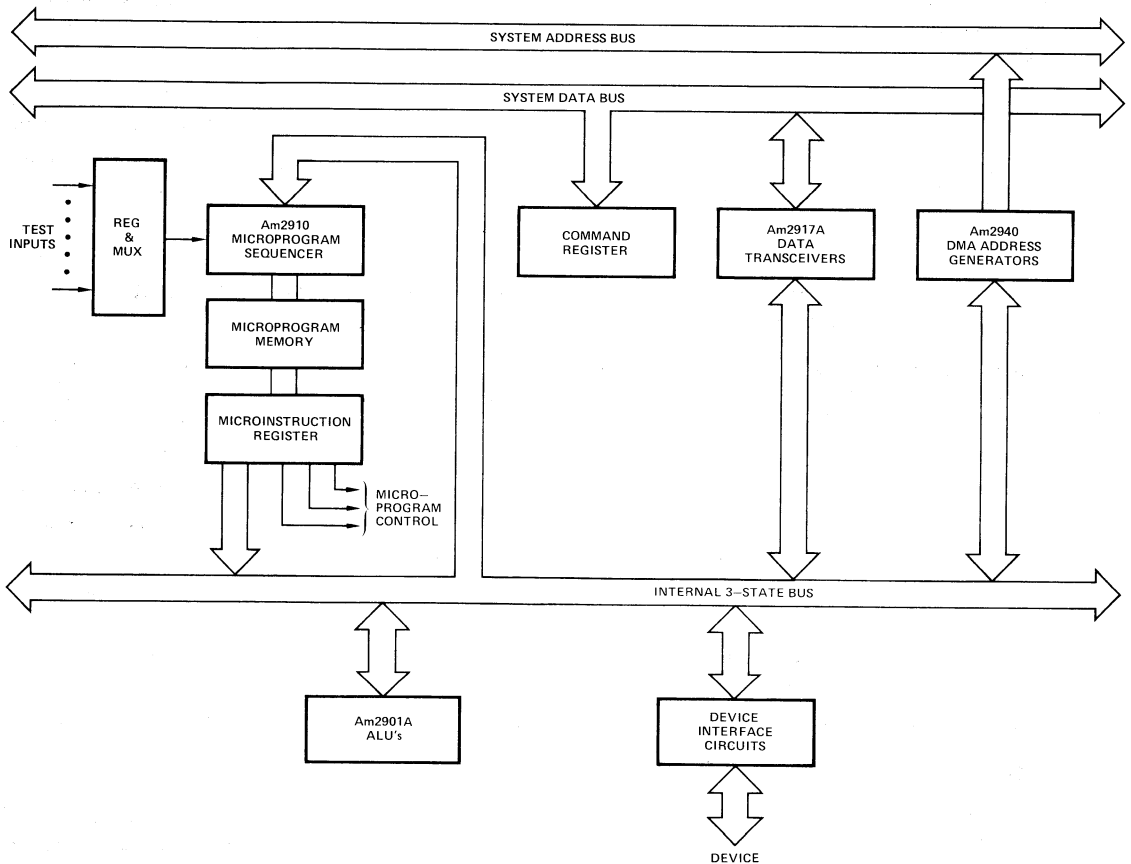 SYSTEM ADDRESS BUS
SYSTEM DATA BUS
TEST
INPUTS
REG
&
MUX
Am2910
MICROPROGRAM
SEQUENCER
COMMAND
REGISTER
Am2917A
DATA
TRANSCEIVERS
Am2940
DMA ADDRESS
GENERATORS
MICROPROGRAM
MEMORY
MICROINSTRUCTION
REGISTER
MICRO—
PROGRAM
CONTROL
INTERNAL 3—STATE BUS
Am2901A
ALU's
DEVICE
INTERFACE
CIRCUITS
DEVICE